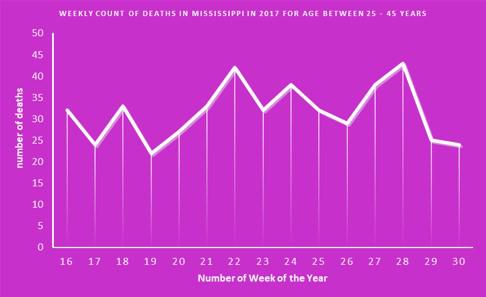 WEEKLY COUNT OF DEATHS IN MISSISSIPPI IN 2017 FOR AGE BETWEEN 25 - 45 YEARS
50
45
40
35
30
25
20
15
10
5
0
number of deaths
16 17 18 19 20 21 22 23 24 25 26 27 28 29 30
Number of Week of the Year